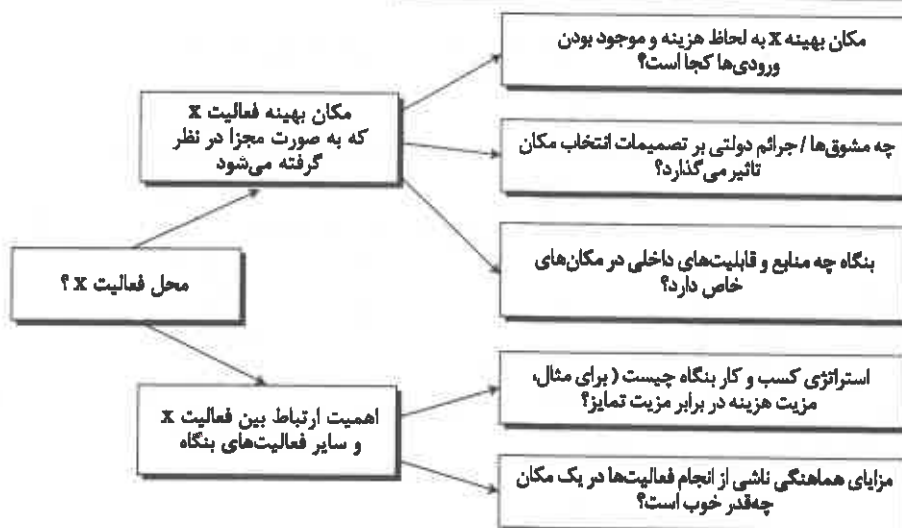 مکان بهینه X به لحاظ هزینه و موجود بودن
ورودی‌ها کجا است؟
مکان بهینه فعالیت X
که به صورت مجزا در نظر
گرفته می‌شود
چه مشوق‌ها / جرائم دولتی بر تصمیمات انتخاب مکان
تاثیر می‌گذارد؟
بنگاه چه منابع و قابلیت‌های داخلی در مکان‌های
خاص دارد؟
محل فعالیت X ؟
استراتژی کسب و کار بنگاه چیست ( برای مثال،
مزیت هزینه در برابر مزیت تمایز؟
اهمیت ارتباط بین فعالیت X
و سایر فعالیت‌های بنگاه
مزایای هماهنگی ناشی از انجام فعالیت‌ها در یک مکان
چه‌قدر خوب است؟